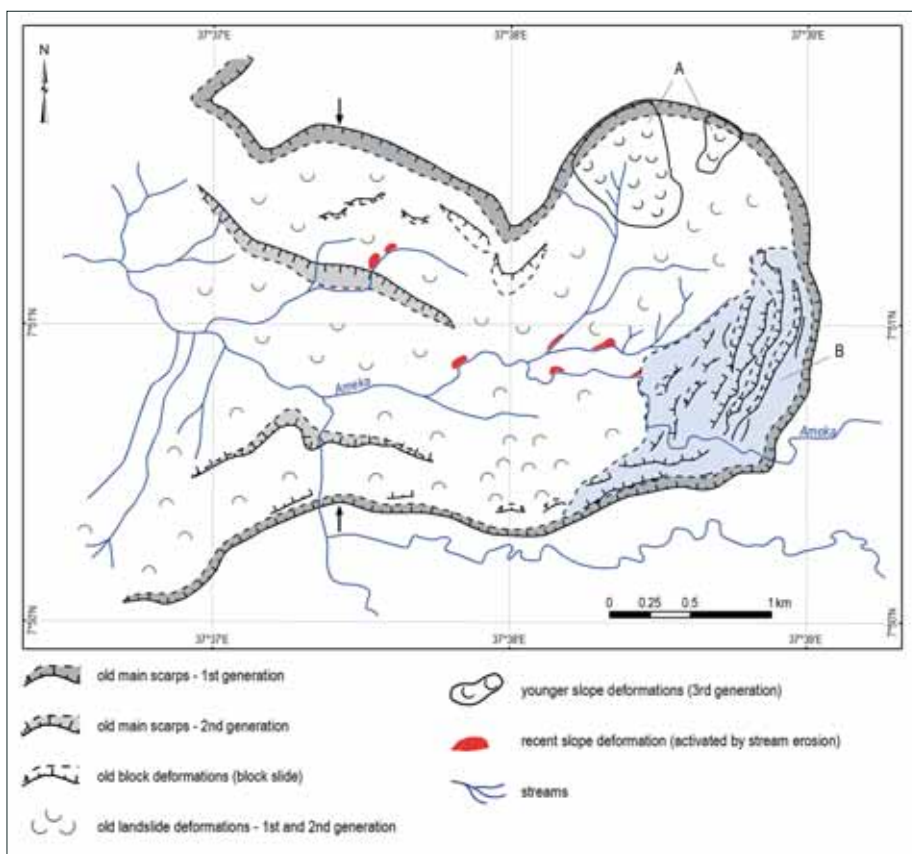 37°37'E
37°38'E
37°39'E
N
A
7°51'N
7°51'N
B
Ameka
Ameka
0 0.25 0.5 1 km
7°50'N
7°50'N
37°37'E
37°38'E
37°39'E
old main scarps - 1st generation
old main scarps - 2nd generation
old block deformations (block slide)
old landslide deformations - 1st and 2nd generation
younger slope deformations (3rd generation)
recent slope deformation (activated by stream erosion)
streams